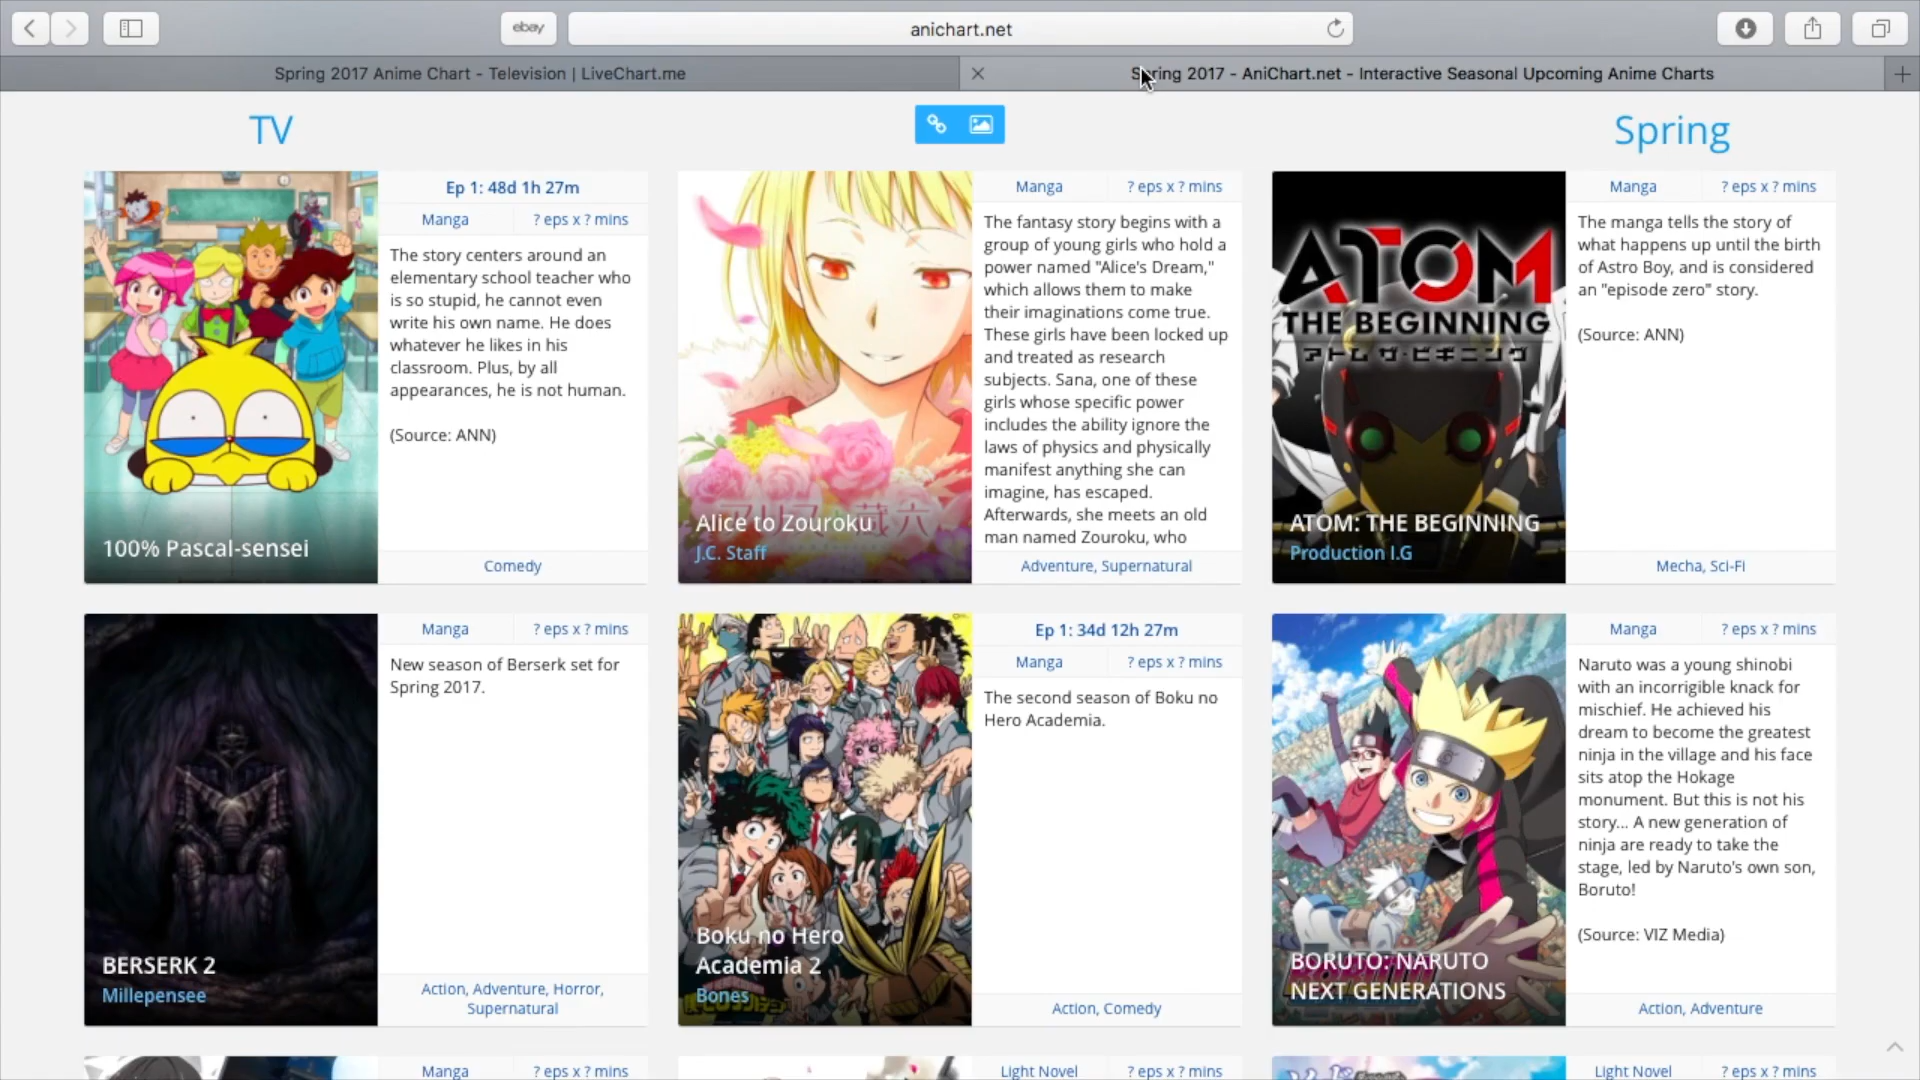 ebay
anichart.net
Spring 2017 Anime Chart - Television | LiveChart.me
Spring 2017 - AniChart.net - Interactive Seasonal Upcoming Anime Charts
TV
Spring
100% Pascal-sensei
Ep 1: 48d 1h 27m
Manga
? eps x ? mins
The story centers around an
elementary school teacher who
is so stupid, he cannot even
write his own name. He does
whatever he likes in his
classroom. Plus, by all
appearances, he is not human.
(Source: ANN)
Comedy
Alice to Zouroku
J.C. Staff
Manga
? eps x ? mins
The fantasy story begins with a
group of young girls who hold a
power named "Alice's Dream,"
which allows them to make
their imaginations come true.
These girls have been locked up
and treated as research
subjects. Sana, one of these
girls whose specific power
includes the ability ignore the
laws of physics and physically
manifest anything she can
imagine, has escaped.
Afterwards, she meets an old
man named Zouroku, who
Adventure, Supernatural
ATOM
THE BEGINNING
アトム ザ・ビギニング
ATOM: THE BEGINNING
Production I.G
Manga
? eps x ? mins
The manga tells the story of
what happens up until the birth
of Astro Boy, and is considered
an "episode zero" story.
(Source: ANN)
Mecha, Sci-Fi
BERSERK 2
Millepensee
Manga
? eps x ? mins
New season of Berserk set for
Spring 2017.
Action, Adventure, Horror,
Supernatural
Boku no Hero
Academia 2
Bones
Ep 1: 34d 12h 27m
Manga
? eps x ? mins
The second season of Boku no
Hero Academia.
Action, Comedy
BORUTO: NARUTO
NEXT GENERATIONS
Manga
? eps x ? mins
Naruto was a young shinobi
with an incorrigible knack for
mischief. He achieved his
dream to become the greatest
ninja in the village and his face
sits atop the Hokage
monument. But this is not his
story... A new generation of
ninja are ready to take the
stage, led by Naruto's own son,
Boruto!
(Source: VIZ Media)
Action, Adventure
Manga
? eps x ? mins
Light Novel
? eps x ? mins
Light Novel
? eps x ? mins